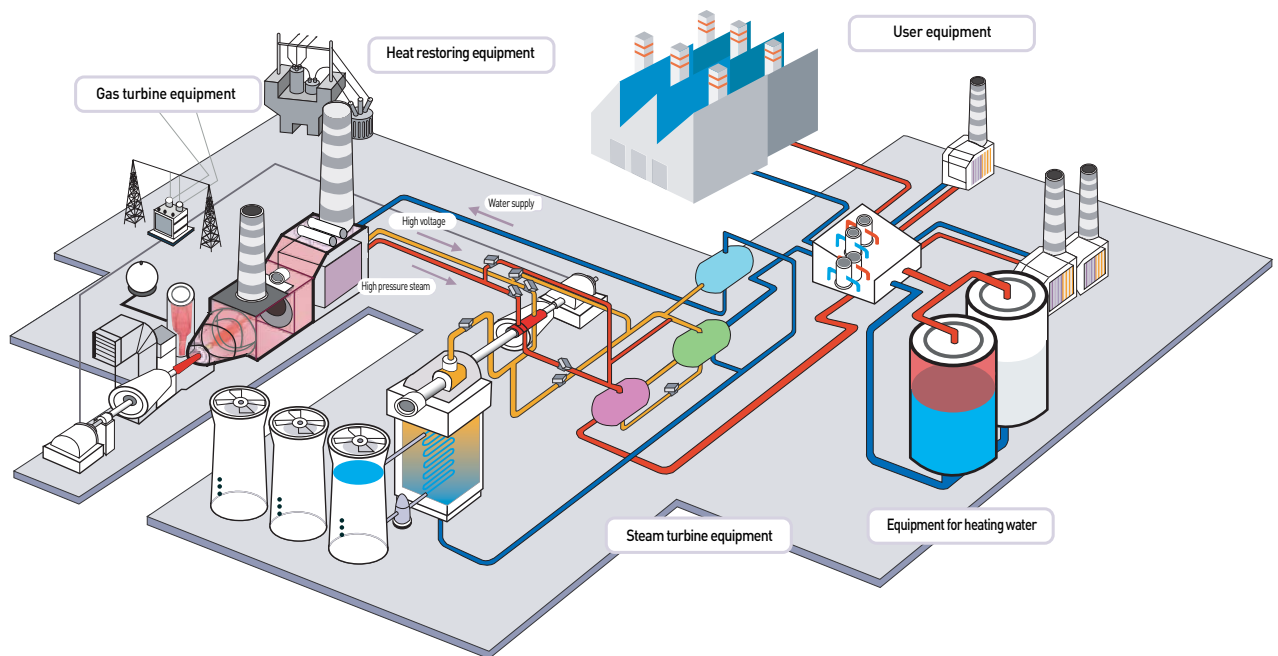 Heat restoring equipment
User equipment
Gas turbine equipment
Water supply
High voltage
High pressure steam
Steam turbine equipment
Equipment for heating water